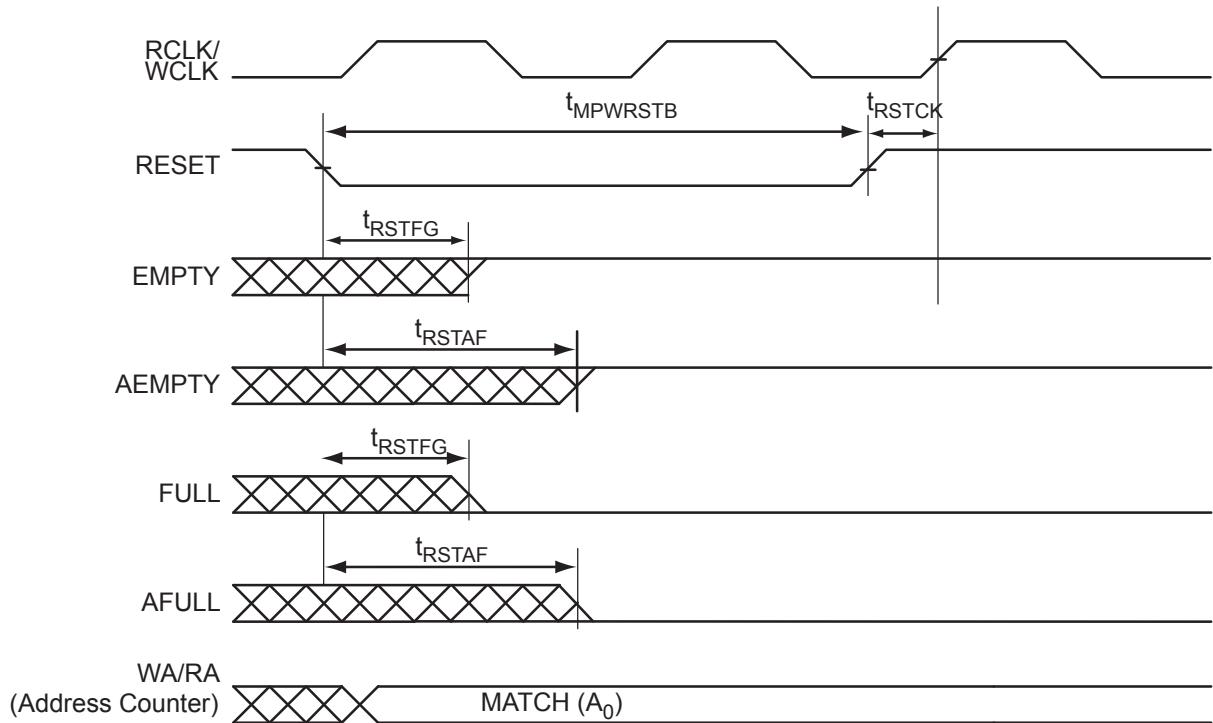 RCLK/
WCLK
tMPWRSTB
tRSTCK
RESET
tRSTFG
EMPTY
tRSTAF
AEMPTY
tRSTFG
FULL
tRSTAF
AFULL
WA/RA
(Address Counter)
MATCH (A0)